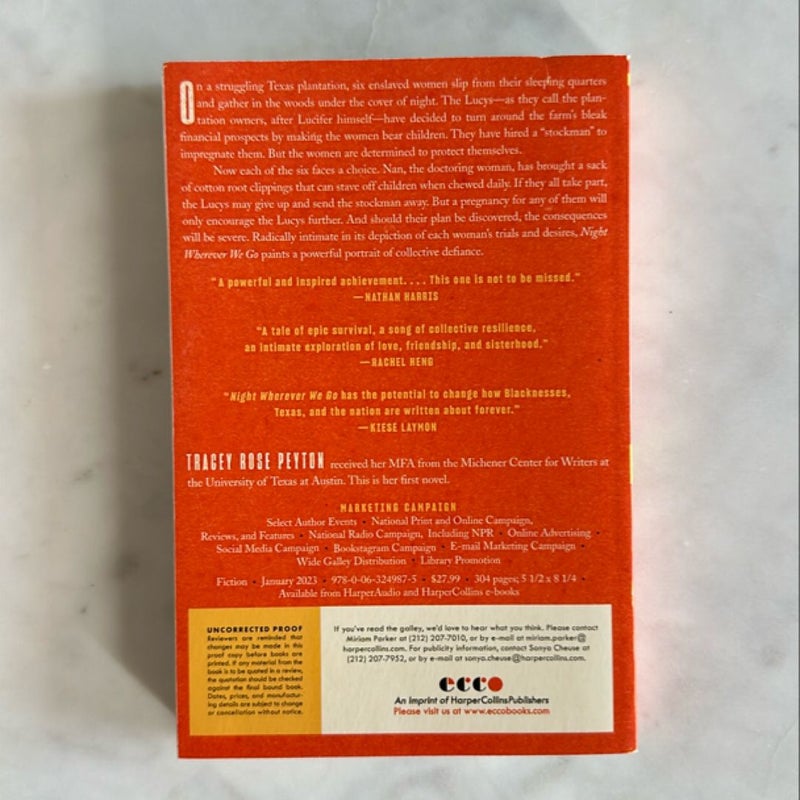 On a struggling Texas plantation, six enslaved women slip from their sleeping quarters
and gather in the woods under the cover of night. The Lucys—as they call the plan-
tation owners, after Lucifer himself—have decided to turn around the farm's bleak
financial prospects by making the women bear children. They have hired a "stockman" to
impregnate them. But the women are determined to protect themselves.
Now each of the six faces a choice. Nan, the doctoring woman, has brought a sack
of cotton root clippings that can stave off children when chewed daily. If they all take part,
the Lucys may give up and send the stockman away. But a pregnancy for any of them will
only encourage the Lucys further. And should their plan be discovered, the consequences
will be severe. Radically intimate in its depiction of each woman's trials and desires, Night
Wherever We Go paints a powerful portrait of collective defiance.
"A powerful and inspired achievement. . . . This one is not to be missed."
—NATHAN HARRIS
"A tale of epic survival, a song of collective resilience,
an intimate exploration of love, friendship, and sisterhood."
—RACHEL HENG
"Night Wherever We Go has the potential to change how Blacknesses,
Texas, and the nation are written about forever."
—KIESE LAYMON
TRACEY ROSE PEYTON received her MFA from the Michener Center for Writers at
the University of Texas at Austin. This is her first novel.
MARKETING CAMPAIGN
Select Author Events • National Print and Online Campaign,
Reviews, and Features • National Radio Campaign, Including NPR • Online Advertising •
Social Media Campaign • Bookstagram Campaign • E-mail Marketing Campaign •
Wide Galley Distribution • Library Promotion
Fiction • January 2023 • 978-0-06-324987-5 • $27.99 • 304 pages; 5 1/2 x 8 1/4 •
Available from HarperAudio and HarperCollins e-books
UNCORRECTED PROOF
Reviewers are reminded that
changes may be made in this
proof copy before books are
printed. If any material from the
book is to be quoted in a review,
the quotation should be checked
against the final bound book.
Dates, prices, and manufactur-
ing details are subject to change
or cancellation without notice.
If you've read the galley, we'd love to hear what you think. Please contact
Miriam Parker at (212) 207-7010, or by e-mail at miriam.parker@
harpercollins.com. For publicity information, contact Sonya Cheuse at
(212) 207-7952, or by e-mail at sonya.cheuse@harpercollins.com.
ecco
An Imprint of HarperCollinsPublishers
Please visit us at www.eccobooks.com